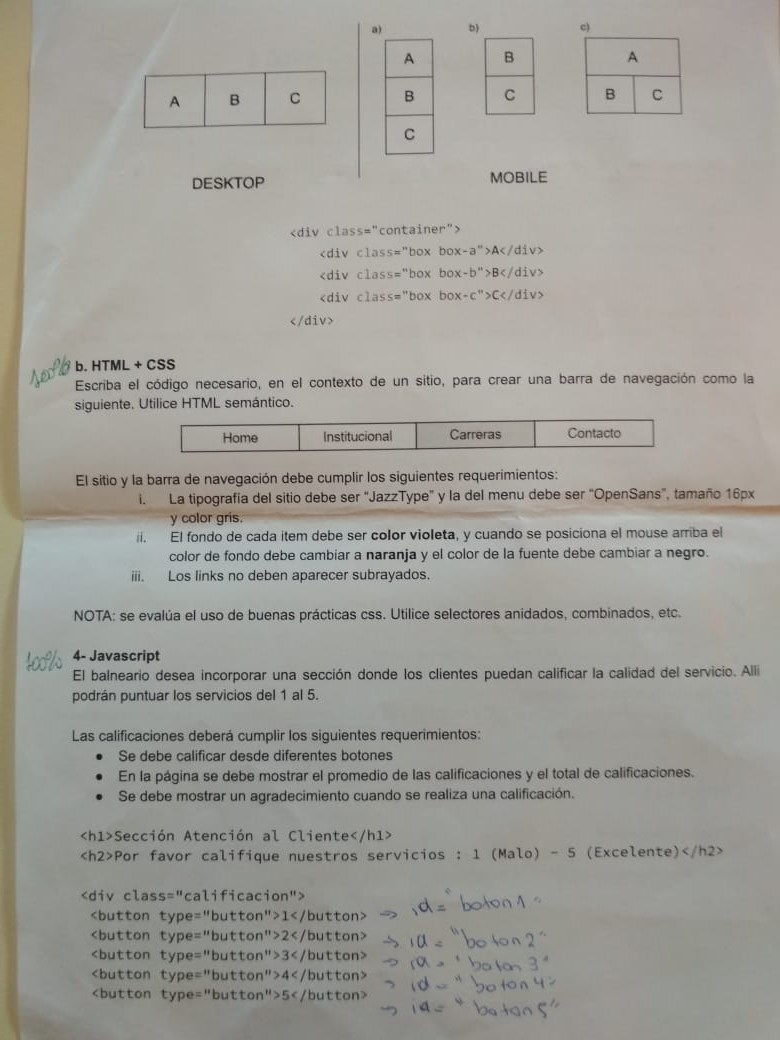 a)
b)
c)
A
B
C
A
B
C
B
C
A
B
C
DESKTOP
MOBILE
<div class="container">
<div class="box box-a">A</div>
<div class="box box-b">B</div>
<div class="box box-c">C</div>
</div>
100%
b. HTML + CSS
Escriba el código necesario, en el contexto de un sitio, para crear una barra de navegación como la
siguiente. Utilice HTML semántico.
Home
Institucional
Carreras
Contacto
El sitio y la barra de navegación debe cumplir los siguientes requerimientos:
i. La tipografía del sitio debe ser “JazzType” y la del menu debe ser “OpenSans”, tamaño 16px
y color gris.
ii. El fondo de cada item debe ser color violeta, y cuando se posiciona el mouse arriba el
color de fondo debe cambiar a naranja y el color de la fuente debe cambiar a negro.
iii. Los links no deben aparecer subrayados.
NOTA: se evalúa el uso de buenas prácticas css. Utilice selectores anidados, combinados, etc.
100%
4- Javascript
El balneario desea incorporar una sección donde los clientes puedan calificar la calidad del servicio. Alli
podrán puntuar los servicios del 1 al 5.
Las calificaciones deberá cumplir los siguientes requerimientos:
• Se debe calificar desde diferentes botones
• En la página se debe mostrar el promedio de las calificaciones y el total de calificaciones.
• Se debe mostrar un agradecimiento cuando se realiza una calificación.
<h1>Sección Atención al Cliente</h1>
<h2>Por favor califique nuestros servicios : 1 (Malo) - 5 (Excelente)</h2>
<div class="calificacion">
<button type="button">1</button> → id="boton1"
<button type="button">2</button> → id="boton2"
<button type="button">3</button> → id="boton3"
<button type="button">4</button> → id="boton4"
<button type="button">5</button> → id="boton5"